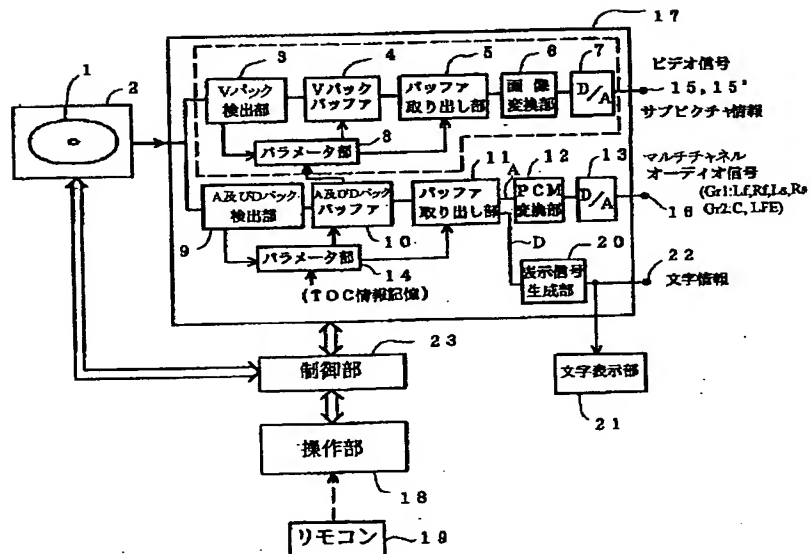 17
1
2
3
4
5
6
7
Vパック
検出部
Vパック
バッファ
バッファ
取り出し部
画像
変換部
D/A
ビデオ信号
15, 15'
サブピクチャ情報
パラメータ部
8
11
A
12
13
A及びDパック
検出部
A及びDパック
バッファ
バッファ
取り出し部
PCM
変換部
D/A
マルチチャネル
オーディオ信号
(Gr1:Lf,Rf,Ls,Rs
Gr2:C, LFE)
16
9
10
D
20
パラメータ部
14
(TOC情報記憶)
表示信号
生成部
22
文字情報
23
制御部
文字表示部
21
操作部
18
リモコン
19